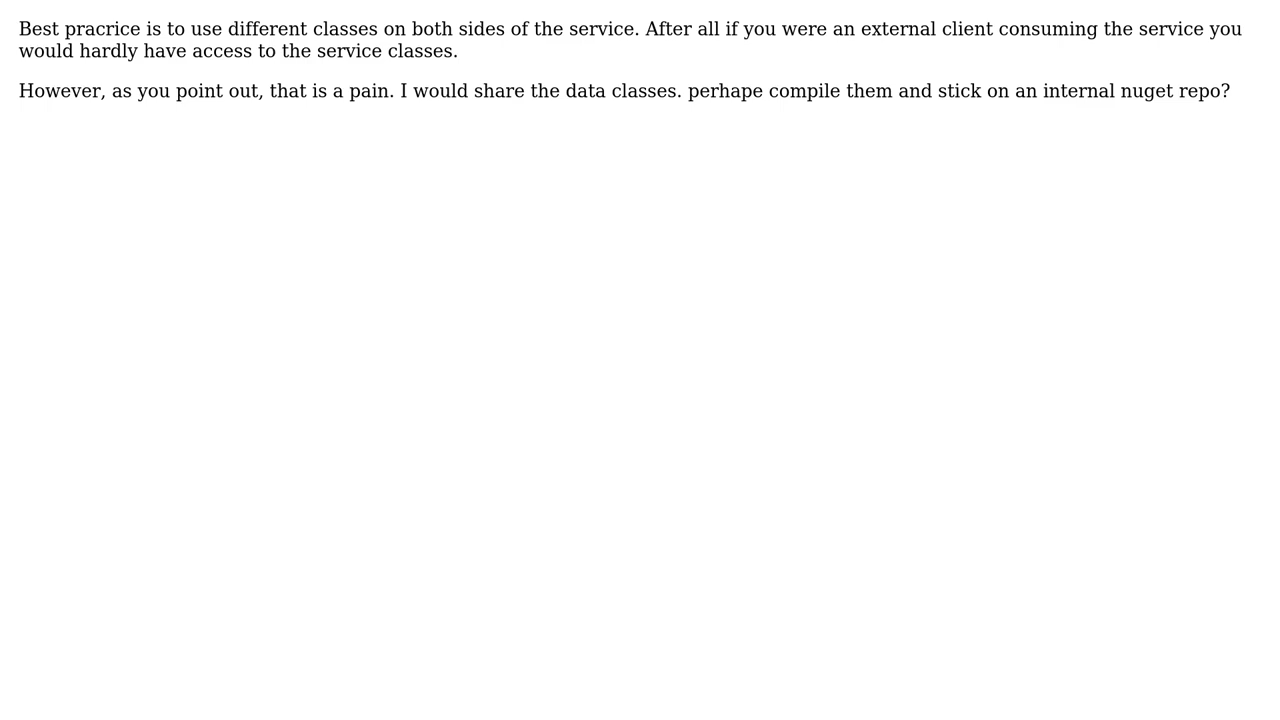 Best pracrice is to use different classes on both sides of the service. After all if you were an external client consuming the service you
would hardly have access to the service classes.
However, as you point out, that is a pain. I would share the data classes. perhape compile them and stick on an internal nuget repo?